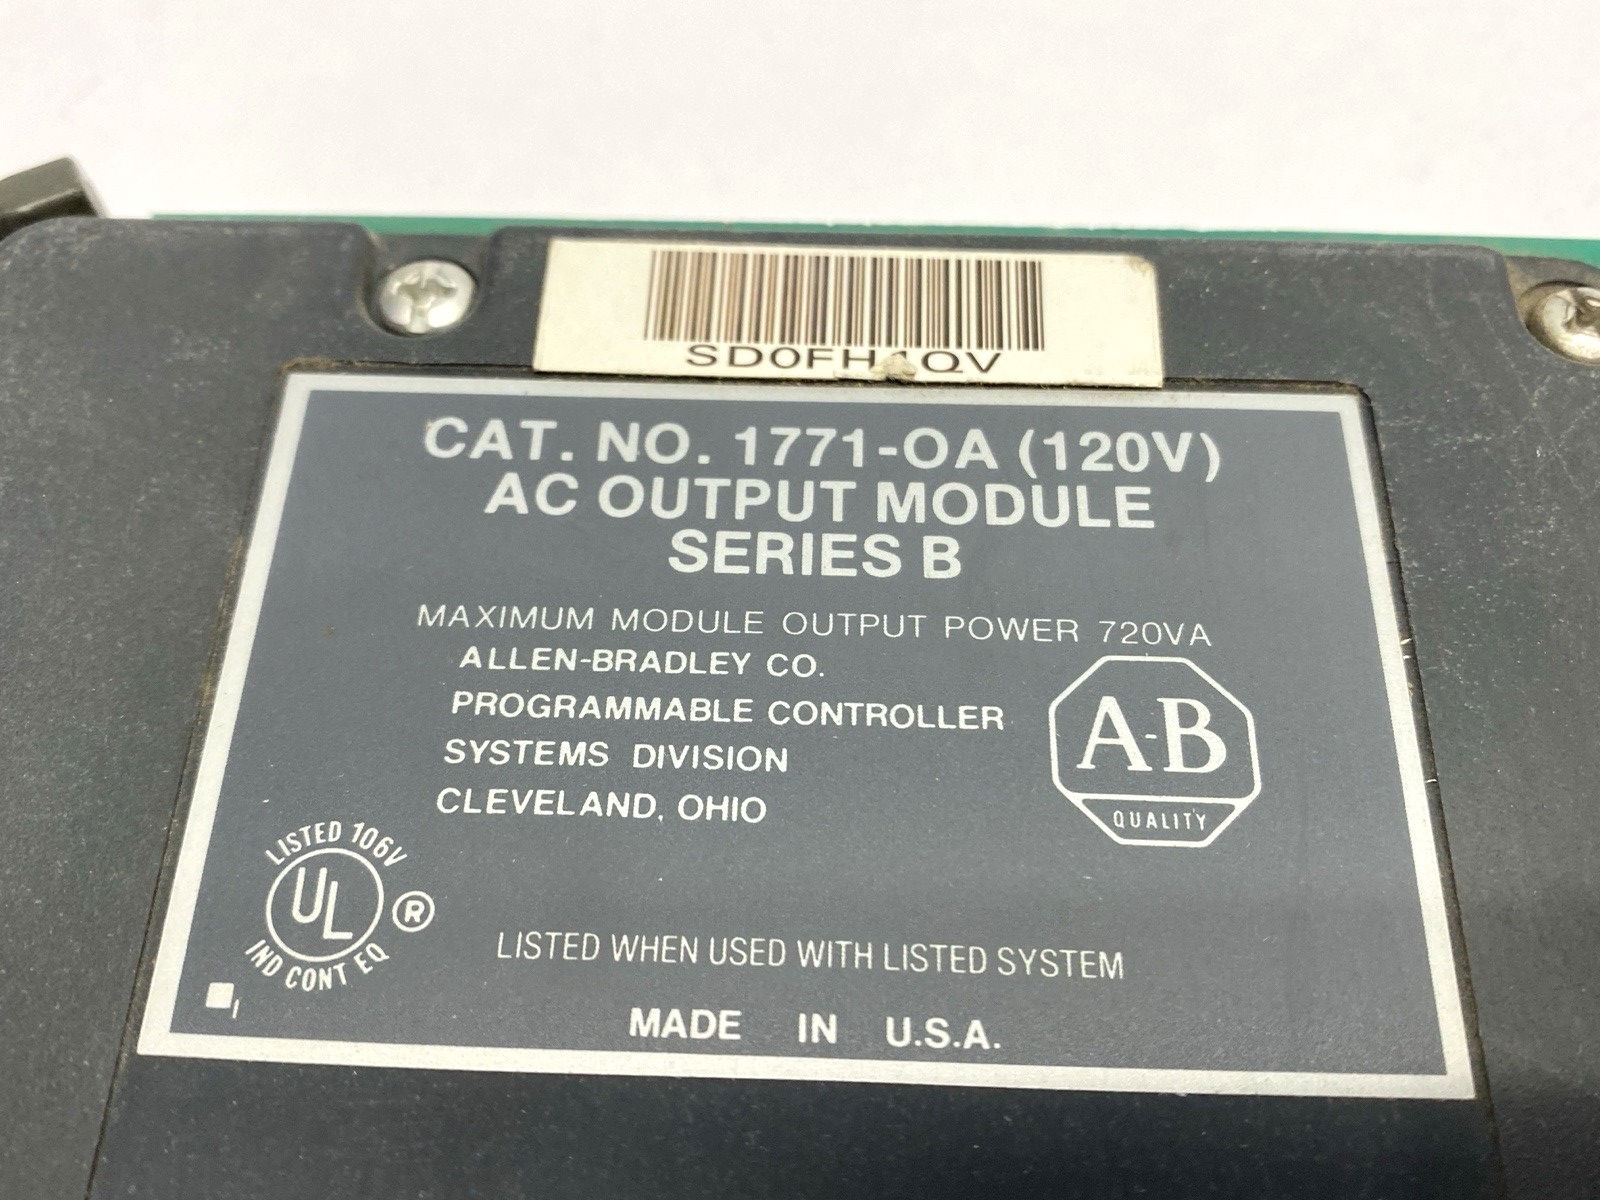 CAT. NO. 1771-OA (120V)
AC OUTPUT MODULE
SERIES B
MAXIMUM MODULE OUTPUT POWER 720VA
ALLEN-BRADLEY CO.
PROGRAMMABLE CONTROLLER
SYSTEMS DIVISION
CLEVELAND, OHIO
A-B
QUALITY
LISTED 106V
UL ®
IND CONT EQ
LISTED WHEN USED WITH LISTED SYSTEM
MADE IN U.S.A.